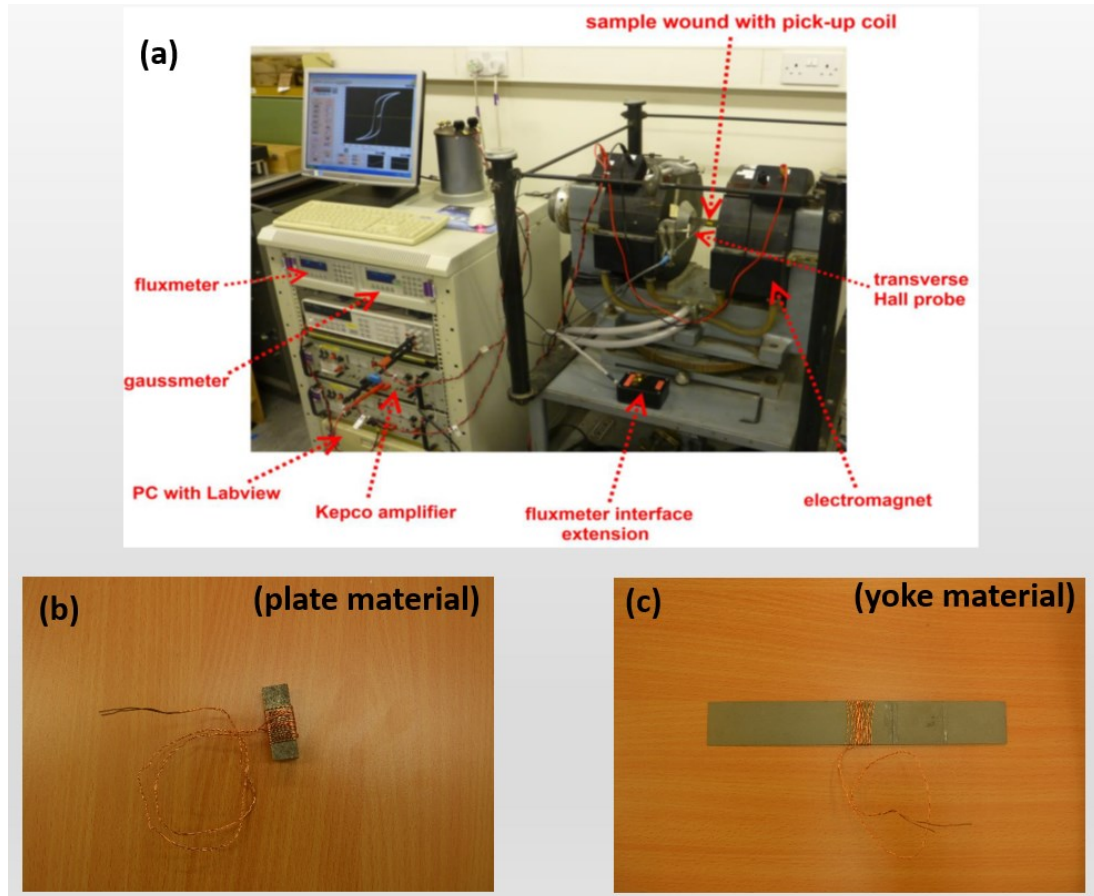 (a)
sample wound with pick-up coil
fluxmeter
transverse
Hall probe
gaussmeter
PC with Labview
Kepco amplifier
fluxmeter interface
extension
electromagnet
(b)
(plate material)
(c)
(yoke material)